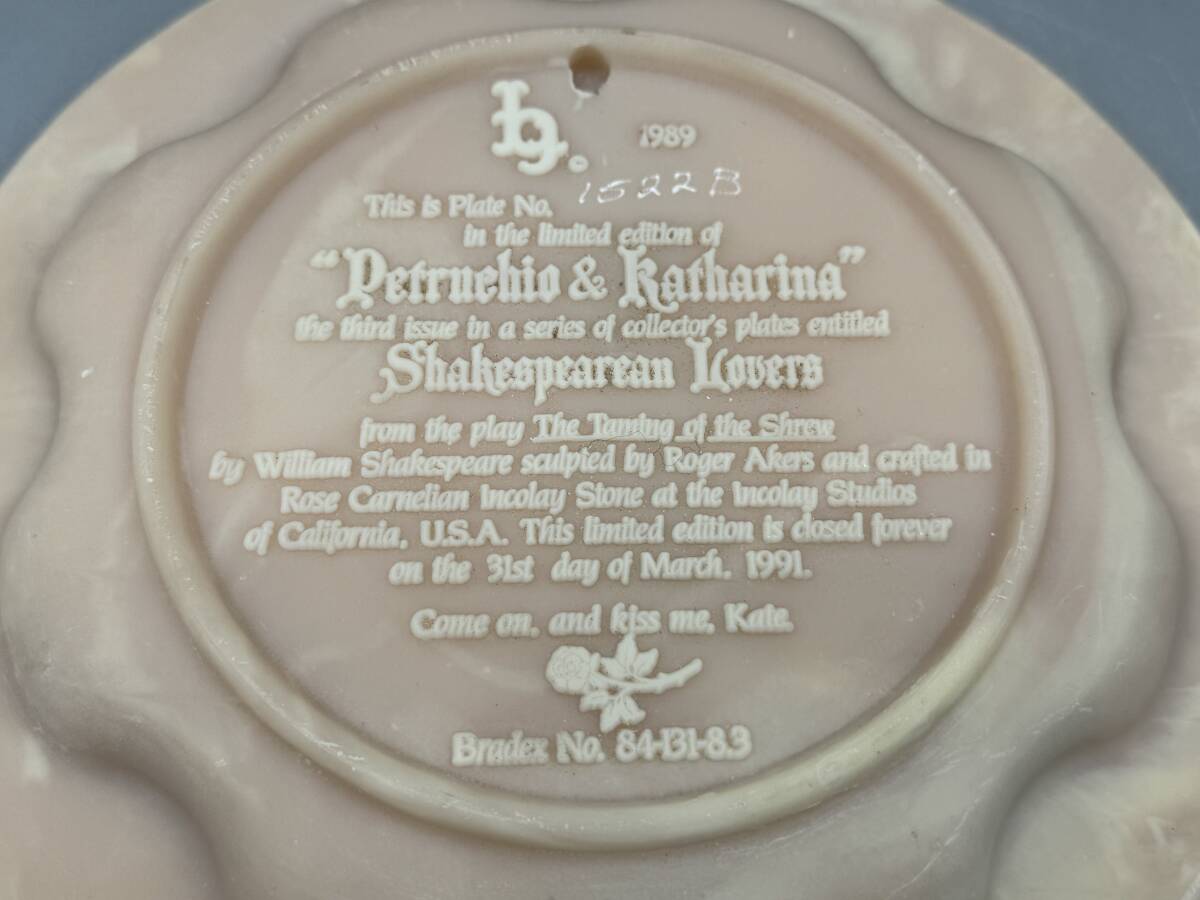 b.
1989
This is Plate No. 1522B
in the limited edition of
"Petruchio & Katharina"
the third issue in a series of collector's plates entitled
Shakespearean Lovers
from the play The Taming of the Shrew
by William Shakespeare sculpted by Roger Akers and crafted in
Rose Carnelian Incolay Stone at the Incolay Studios
of California, U.S.A. This limited edition is closed forever
on the 31st day of March, 1991.
Come on, and kiss me, Kate.
Bradex No. 84-I31-8.3